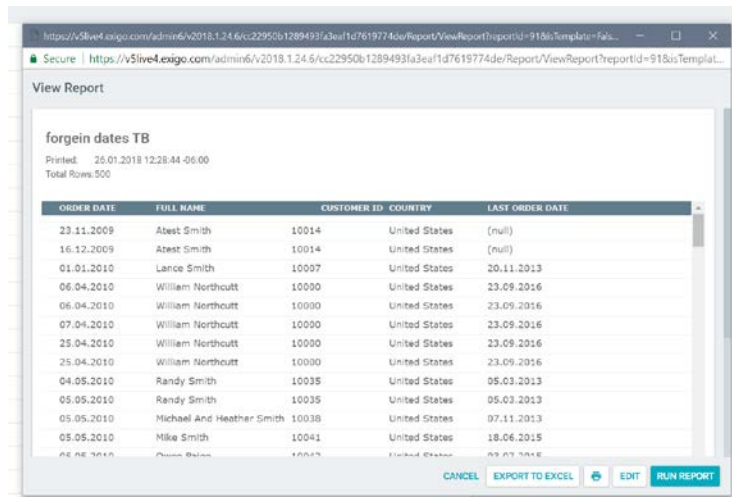 https://v5live4.exigo.com/admin6/v2018.1.24.6/cc22950b1289493fa3eaf1d7619774de/Report/ViewReport?reportId=91&isTemplate=Fals...
Secure | https://v5live4.exigo.com/admin6/v2018.1.24.6/cc22950b1289493fa3eaf1d7619774de/Report/ViewReport?reportId=91&isTemplat...
View Report
forgein dates TB
Printed: 26.01.2018 12:28:44 -06:00
Total Rows:500
ORDER DATE FULL NAME CUSTOMER ID COUNTRY LAST ORDER DATE
23.11.2009 Atest Smith 10014 United States (null)
16.12.2009 Atest Smith 10014 United States (null)
01.01.2010 Lance Smith 10007 United States 20.11.2013
06.04.2010 William Northcutt 10000 United States 23.09.2016
06.04.2010 William Northcutt 10000 United States 23.09.2016
07.04.2010 William Northcutt 10000 United States 23.09.2016
25.04.2010 William Northcutt 10000 United States 23.09.2016
25.04.2010 William Northcutt 10000 United States 23.09.2016
04.05.2010 Randy Smith 10035 United States 05.03.2013
05.05.2010 Randy Smith 10035 United States 05.03.2013
05.05.2010 Michael And Heather Smith 10038 United States 07.11.2013
05.05.2010 Mike Smith 10041 United States 18.06.2015
United States
CANCEL EXPORT TO EXCEL EDIT RUN REPORT